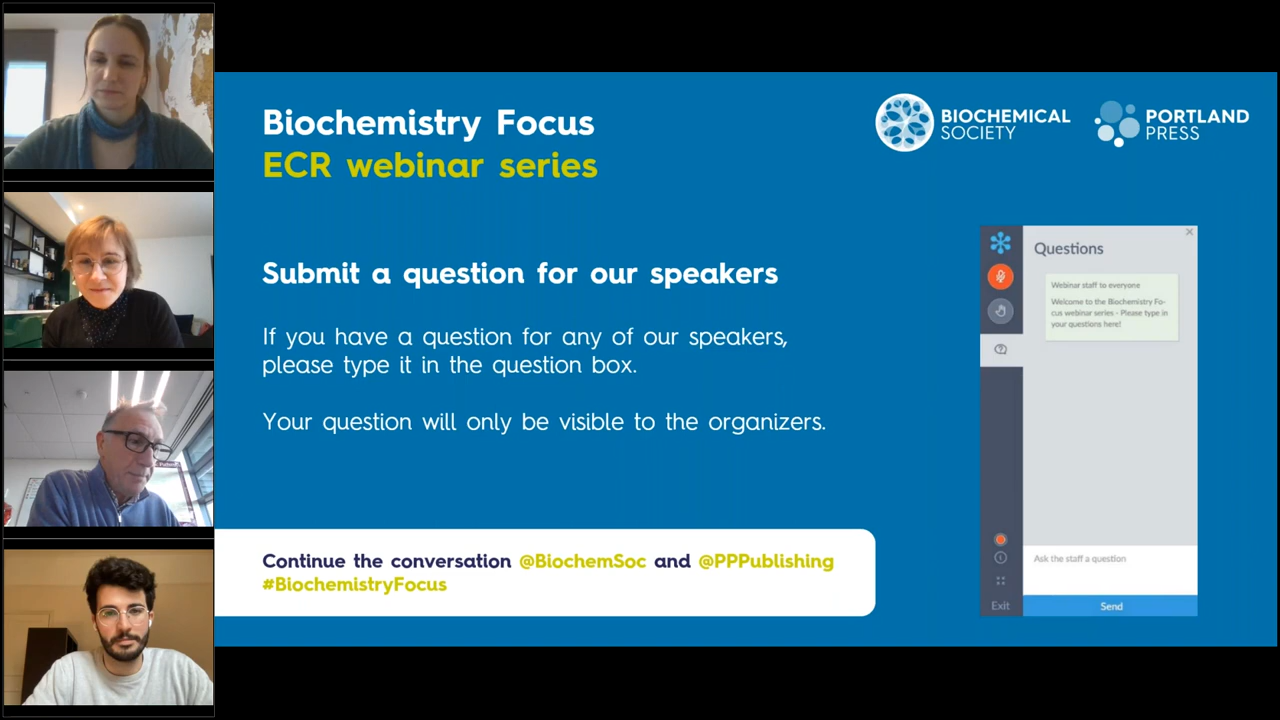 Biochemistry Focus
ECR webinar series
BIOCHEMICAL
SOCIETY
PORTLAND
PRESS
Submit a question for our speakers
If you have a question for any of our speakers,
please type it in the question box.
Your question will only be visible to the organizers.
Continue the conversation @BiochemSoc and @PPPublishing
#BiochemistryFocus
Questions
Webinar staff to everyone
Welcome to the Biochemistry Fo-
cus webinar series - Please type in
your questions here!
Ask the staff a question
Exit
Send